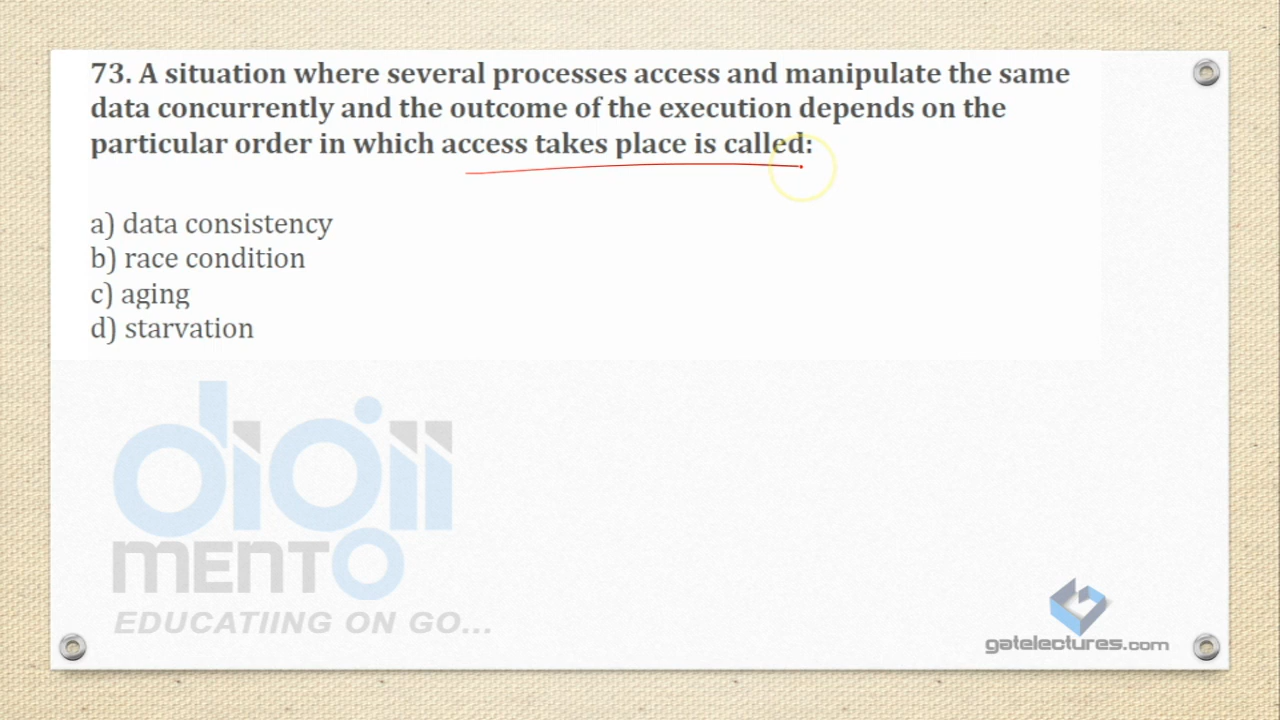 73. A situation where several processes access and manipulate the same
data concurrently and the outcome of the execution depends on the
particular order in which access takes place is called:
a) data consistency
b) race condition
c) aging
d) starvation
digii
MENTO
EDUCATIING ON GO...
gatelectures.com